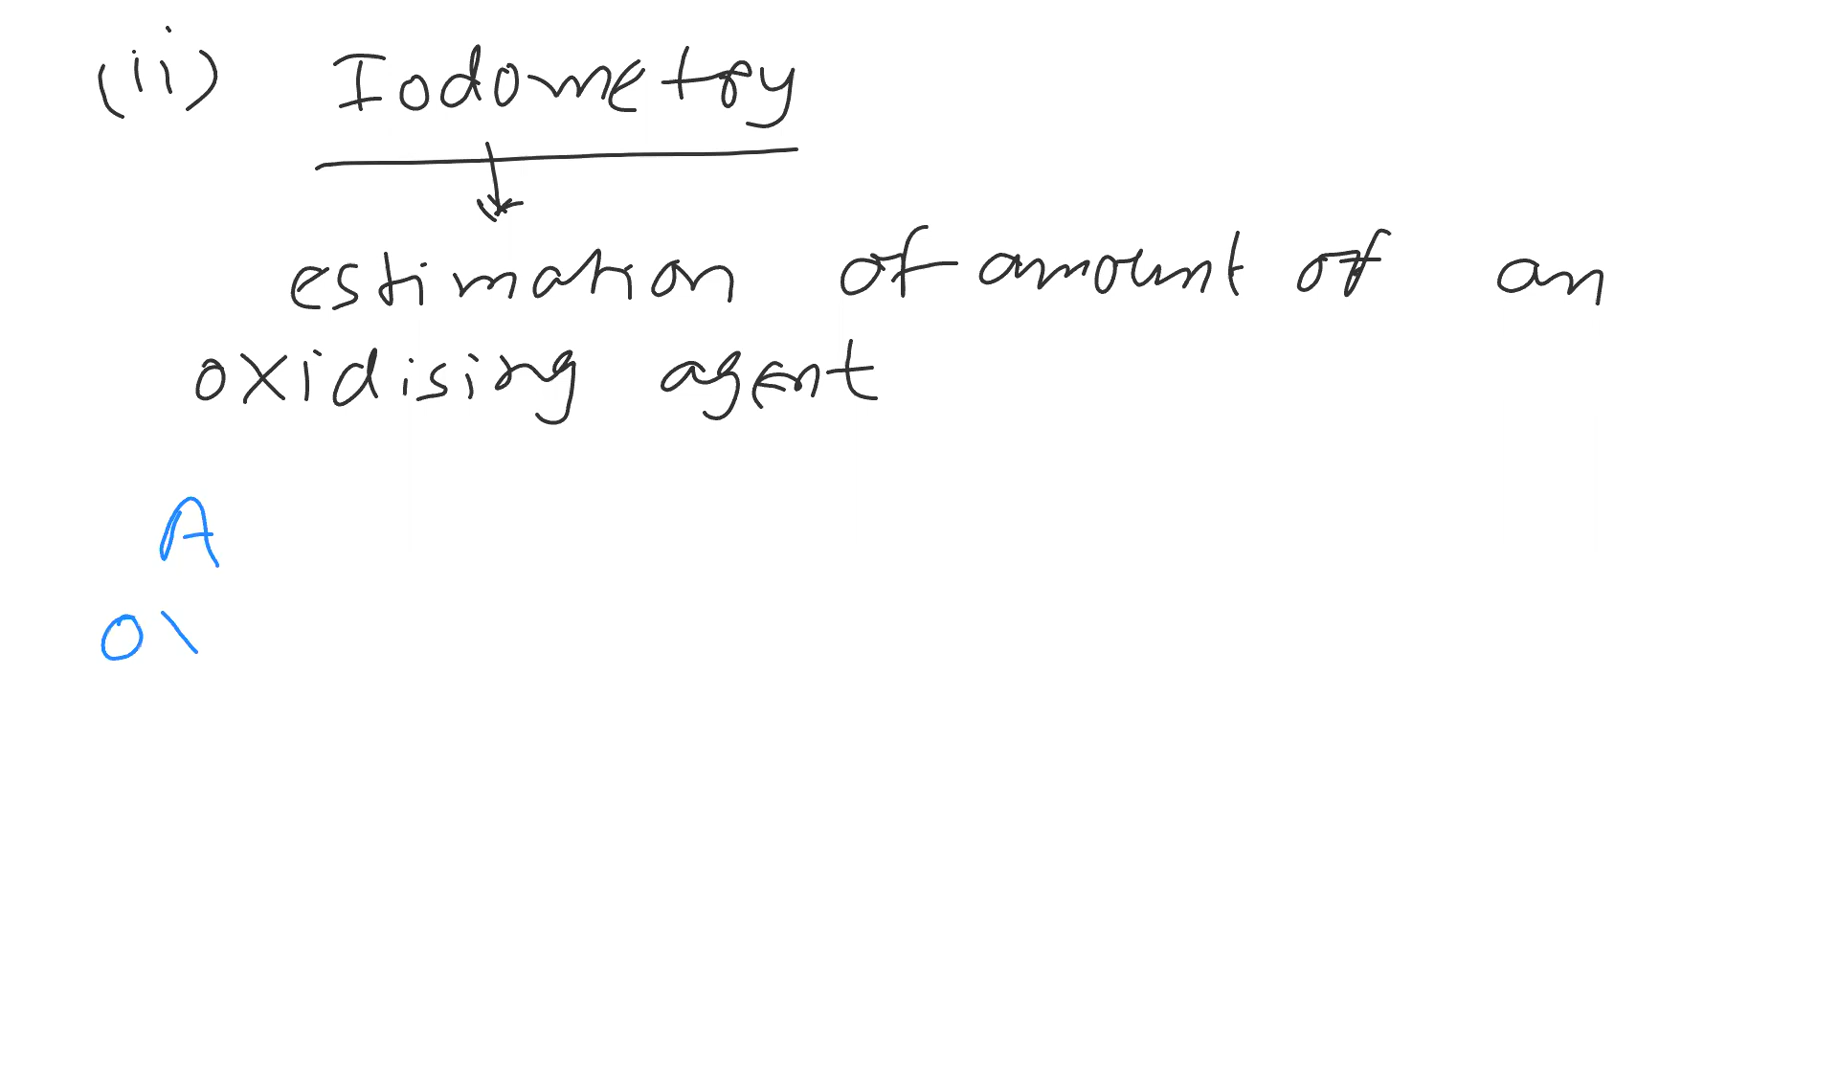 (ii) Iodometry
estimation of amount of an
oxidising agent
A
O\